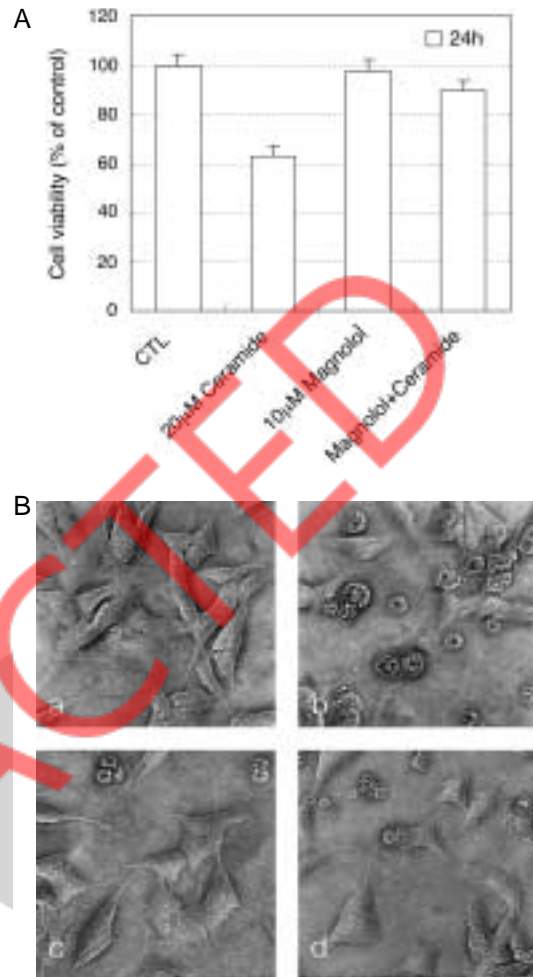 A
120
24h
100
80
60
40
20
0
Cell viability (% of control)
CTL
20μM Ceramide
10μM Magnolol
Magnolol+Ceramide
CTED
B
a
b
c
d